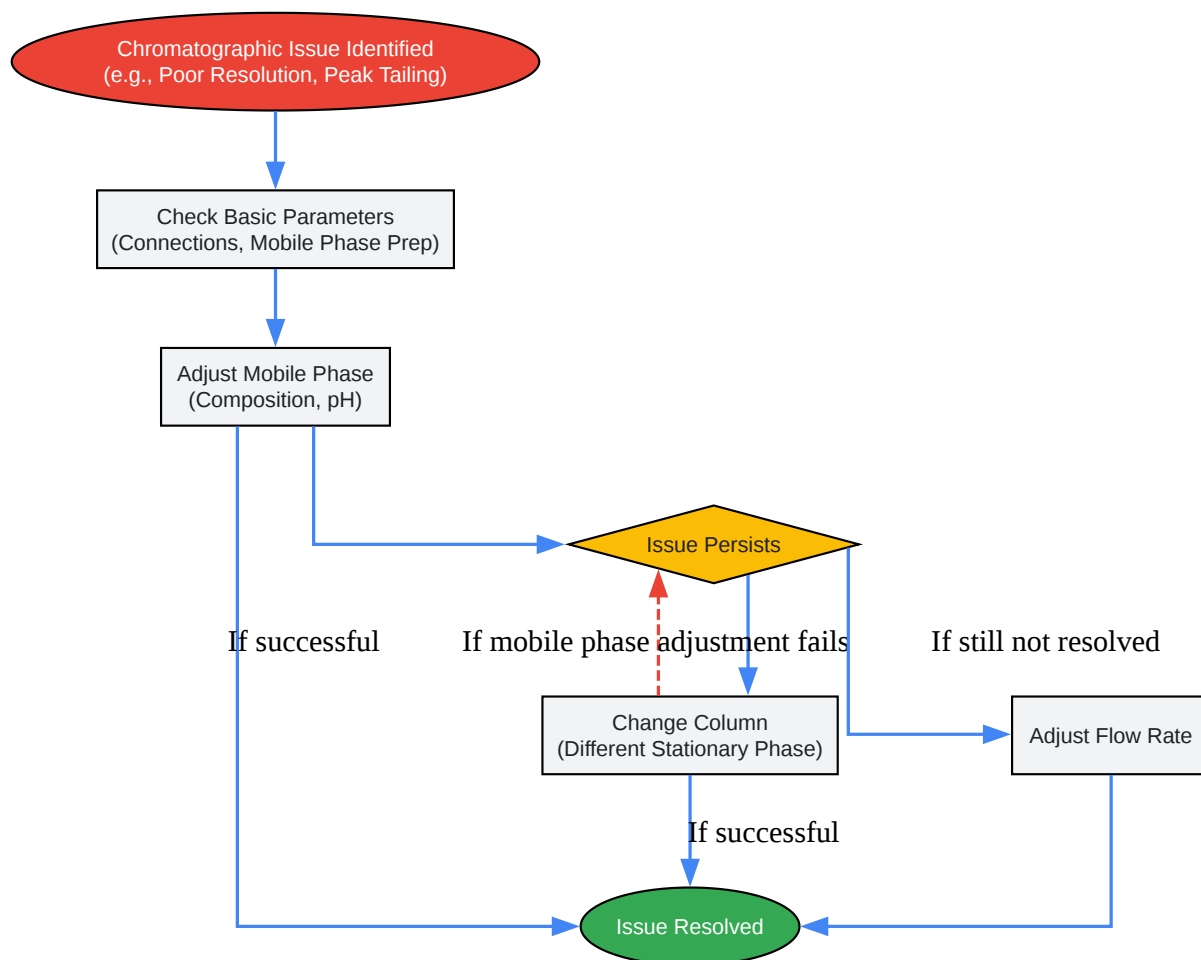 Chromatographic Issue Identified
(e.g., Poor Resolution, Peak Tailing)
Check Basic Parameters
(Connections, Mobile Phase Prep)
Adjust Mobile Phase
(Composition, pH)
Issue Persists
If successful
If mobile phase adjustment fails
If still not resolved
Change Column
(Different Stationary Phase)
Adjust Flow Rate
If successful
Issue Resolved